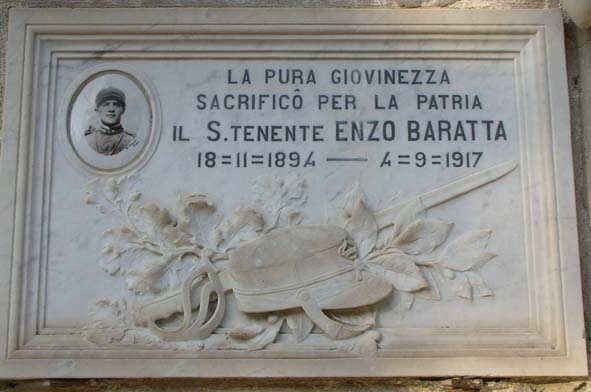 LA PURA GIOVINEZZA
SACRIFICÒ PER LA PATRIA
IL S.TENENTE ENZO BARATTA
18=11=1894 — 4=9=1917